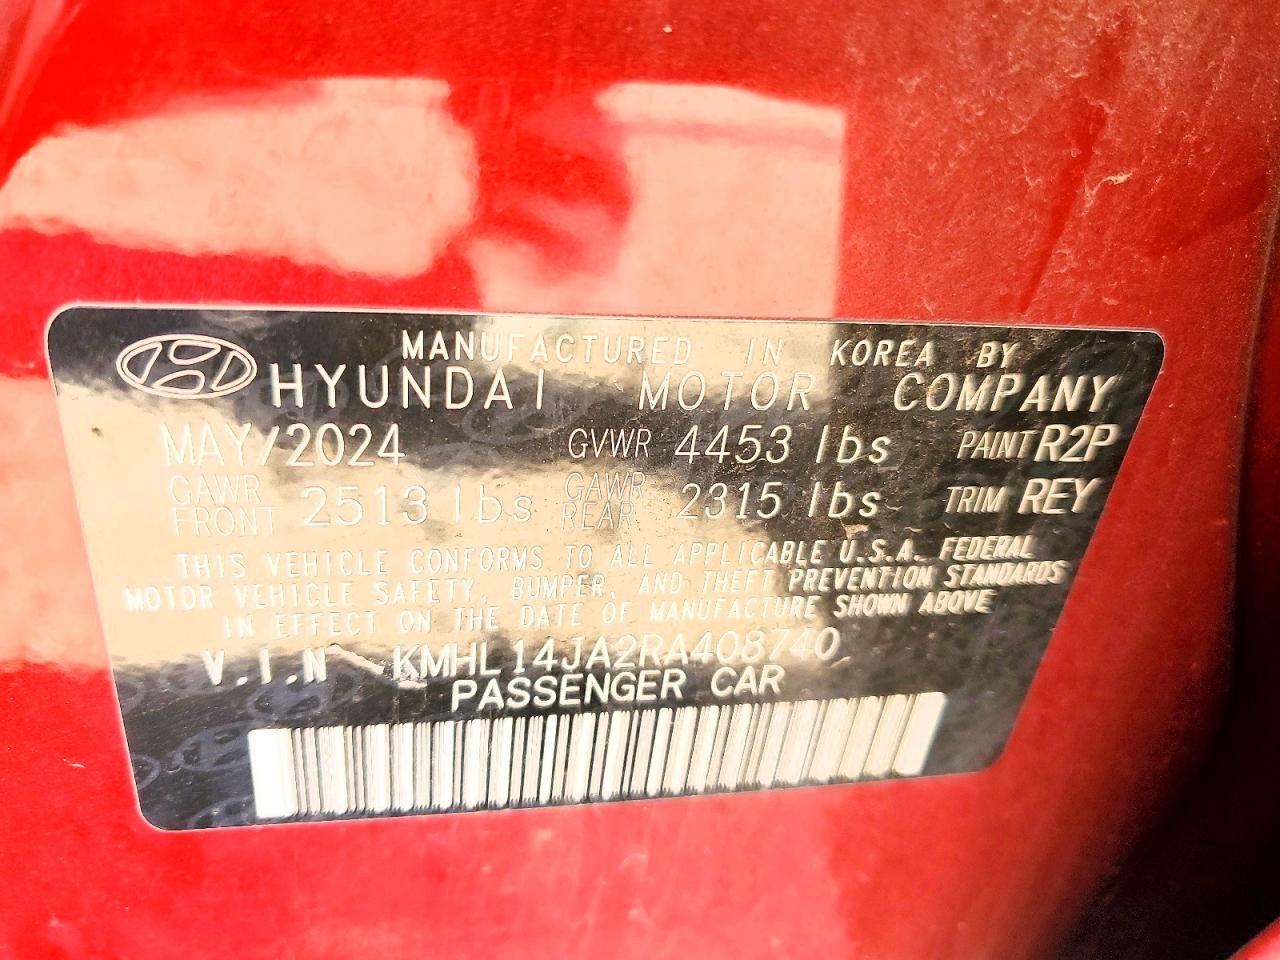 MANUFACTURED IN KOREA BY
HYUNDAI MOTOR COMPANY
MAY/2024 GVWR 4453 lbs PAINT R2P
GAWR FRONT 2513 lbs GAWR REAR 2315 lbs TRIM REY
THIS VEHICLE CONFORMS TO ALL APPLICABLE U.S.A. FEDERAL
MOTOR VEHICLE SAFETY, BUMPER, AND THEFT PREVENTION STANDARDS
IN EFFECT ON THE DATE OF MANUFACTURE SHOWN ABOVE
V.I.N KMHL14JA2RA408740
PASSENGER CAR